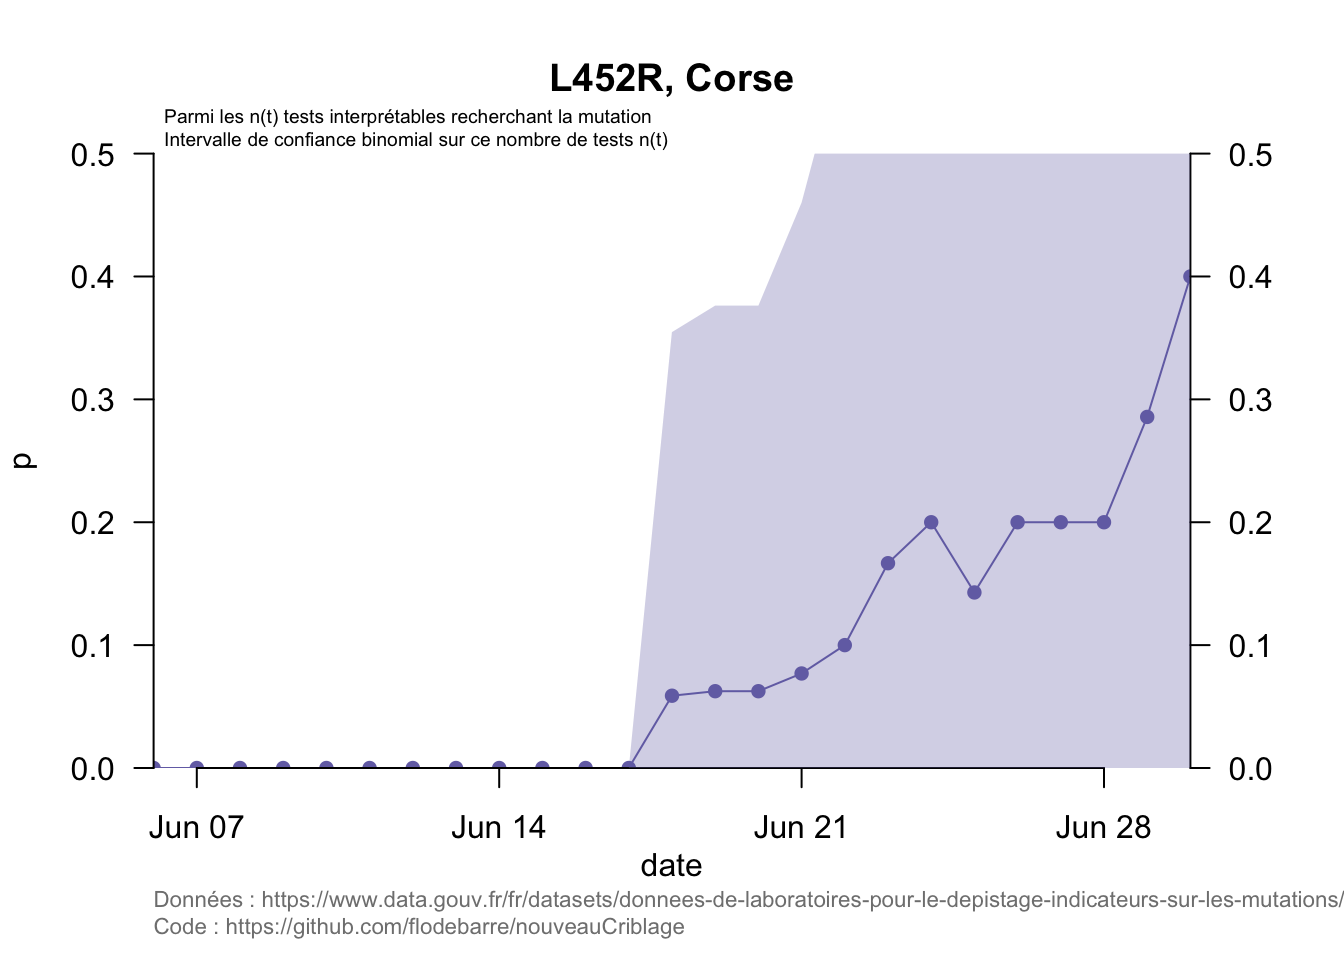 L452R, Corse
Parmi les n(t) tests interprétables recherchant la mutation
Intervalle de confiance binomial sur ce nombre de tests n(t)
0.5
0.4
0.3
0.2
0.1
0.0
p
0.5
0.4
0.3
0.2
0.1
0.0
Jun 07 Jun 14 Jun 21 Jun 28
date
Données : https://www.data.gouv.fr/fr/datasets/donnees-de-laboratoires-pour-le-depistage-indicateurs-sur-les-mutations/
Code : https://github.com/flodebarre/nouveauCriblage